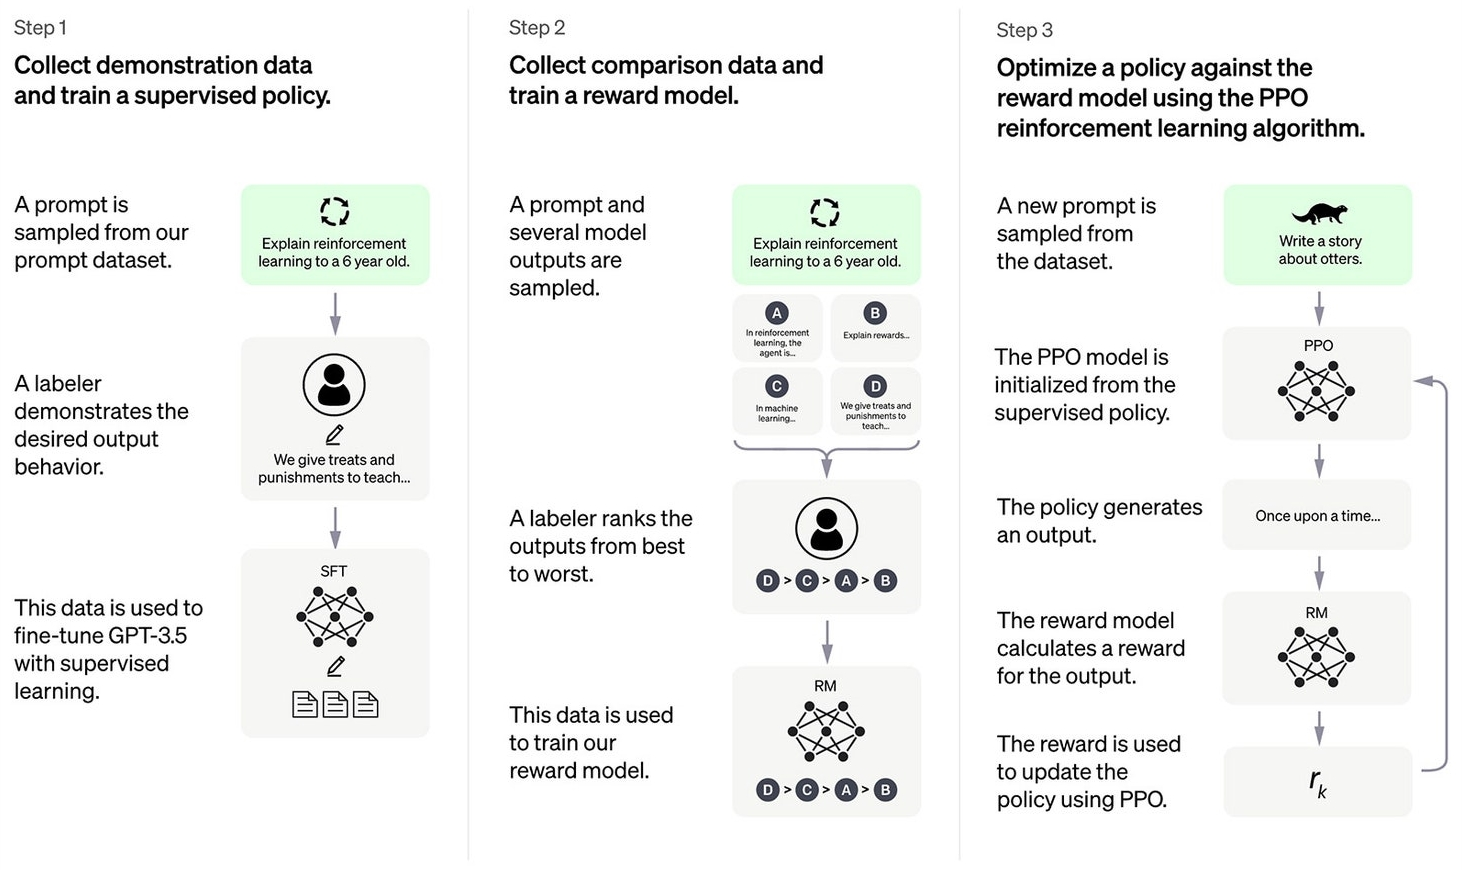 Step 1
Collect demonstration data
and train a supervised policy.
A prompt is
sampled from our
prompt dataset.
Explain reinforcement
learning to a 6 year old.
A labeler
demonstrates the
desired output
behavior.
We give treats and
punishments to teach...
This data is used to
fine-tune GPT-3.5
with supervised
learning.
SFT
Step 2
Collect comparison data and
train a reward model.
A prompt and
several model
outputs are
sampled.
Explain reinforcement
learning to a 6 year old.
A
In reinforcement
learning, the
agent is...
B
Explain rewards...
C
In machine
learning...
D
We give treats and
punishments to
teach...
A labeler ranks the
outputs from best
to worst.
D > C > A > B
This data is used
to train our
reward model.
RM
D > C > A > B
Step 3
Optimize a policy against the
reward model using the PPO
reinforcement learning algorithm.
A new prompt is
sampled from
the dataset.
Write a story
about otters.
The PPO model is
initialized from the
supervised policy.
PPO
The policy generates
an output.
Once upon a time...
The reward model
calculates a reward
for the output.
RM
The reward is used
to update the
policy using PPO.
r_k